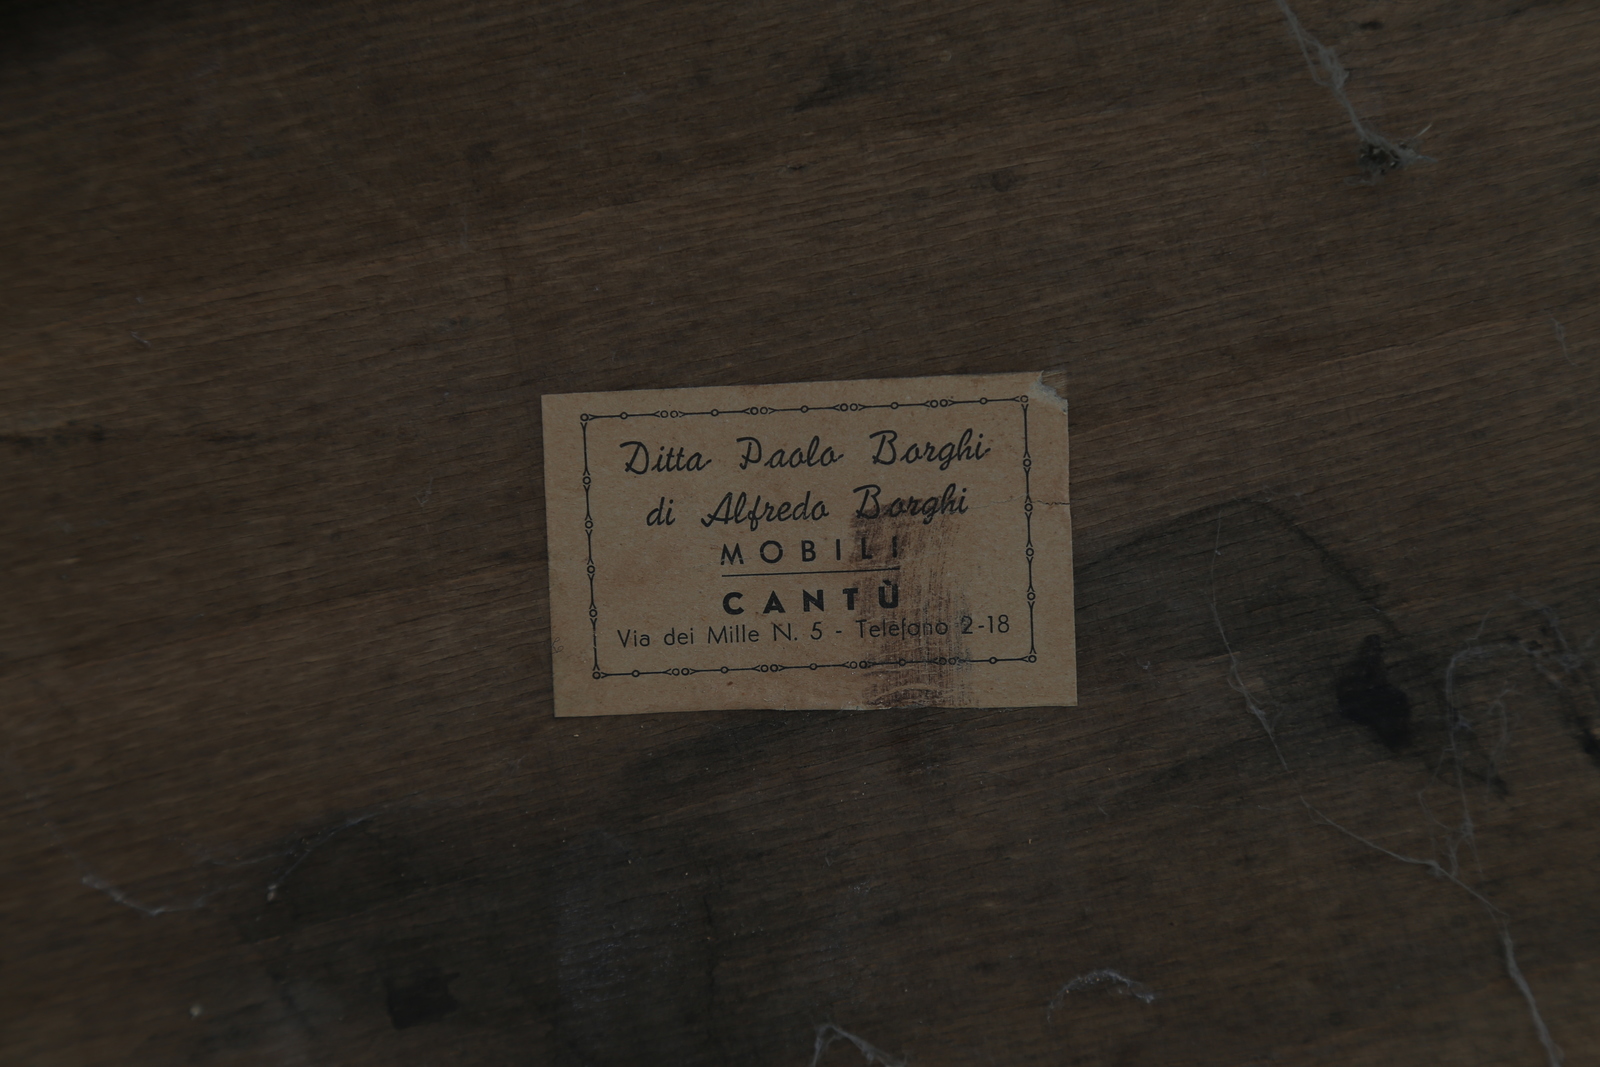 Ditta Paolo Borghi
di Alfredo Borghi
MOBILI
CANTÙ
Via dei Mille N. 5 - Telefono 2-18